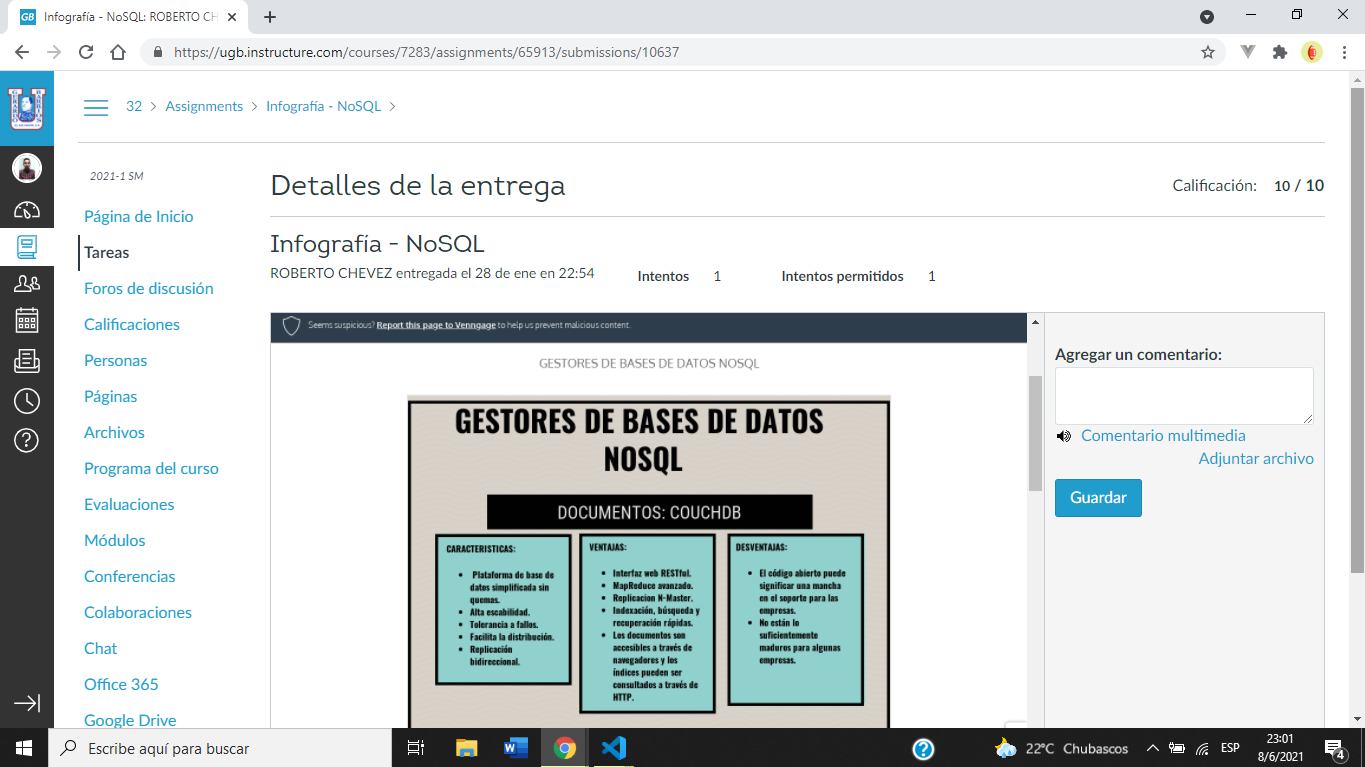 Infografía - NoSQL: ROBERTO CH
https://ugb.instructure.com/courses/7283/assignments/65913/submissions/10637
32 > Assignments > Infografía - NoSQL >
2021-1 SM
Página de Inicio
Tareas
Foros de discusión
Calificaciones
Personas
Páginas
Archivos
Programa del curso
Evaluaciones
Módulos
Conferencias
Colaboraciones
Chat
Office 365
Google Drive
Detalles de la entrega
Calificación: 10 / 10
Infografía - NoSQL
ROBERTO CHEVEZ entregada el 28 de ene en 22:54
Intentos 1
Intentos permitidos 1
Seems suspicious? Report this page to Venngage to help us prevent malicious content.
GESTORES DE BASES DE DATOS NOSQL
GESTORES DE BASES DE DATOS
NOSQL
DOCUMENTOS: COUCHDB
CARACTERISTICAS:
Plataforma de base de
datos simplificada sin
quemas.
Alta escabilidad.
Tolerancia a fallos.
Facilita la distribución.
Replicación
bidireccional.
VENTAJAS:
Interfaz web RESTful.
MapReduce avanzado.
Replicacion N-Master.
Indexación, búsqueda y
recuperación rápidas.
Los documentos son
accesibles a través de
navegadores y los
índices pueden ser
consultados a través de
HTTP.
DESVENTAJAS:
El código abierto puede
significar una mancha
en el soporte para las
empresas.
No están lo
suficientemente
maduros para algunas
empresas.
Agregar un comentario:
Comentario multimedia
Adjuntar archivo
Guardar
Escribe aquí para buscar
22°C Chubascos
ESP
23:01
8/6/2021
4